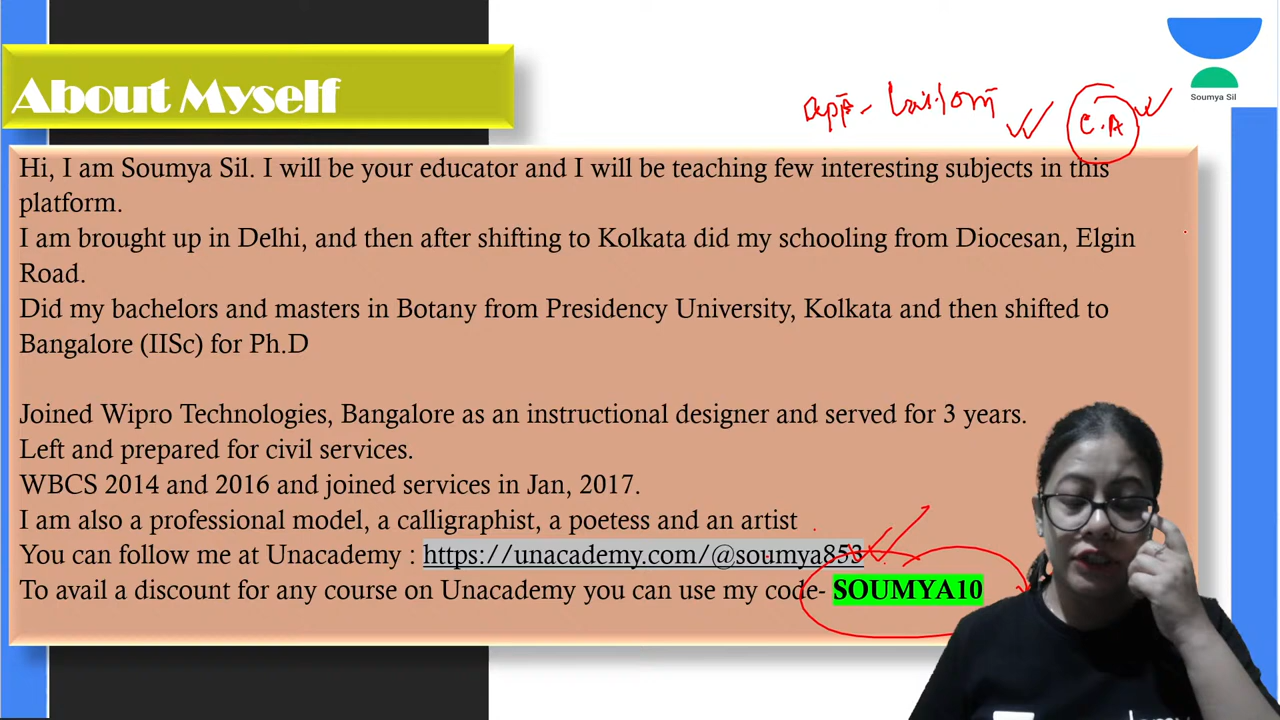 About Myself
Soumya Sil
C.A
Hi, I am Soumya Sil. I will be your educator and I will be teaching few interesting subjects in this
platform.
I am brought up in Delhi, and then after shifting to Kolkata did my schooling from Diocesan, Elgin
Road.
Did my bachelors and masters in Botany from Presidency University, Kolkata and then shifted to
Bangalore (IISc) for Ph.D
Joined Wipro Technologies, Bangalore as an instructional designer and served for 3 years.
Left and prepared for civil services.
WBCS 2014 and 2016 and joined services in Jan, 2017.
I am also a professional model, a calligraphist, a poetess and an artist
You can follow me at Unacademy : https://unacademy.com/@soumya853
To avail a discount for any course on Unacademy you can use my code- SOUMYA10